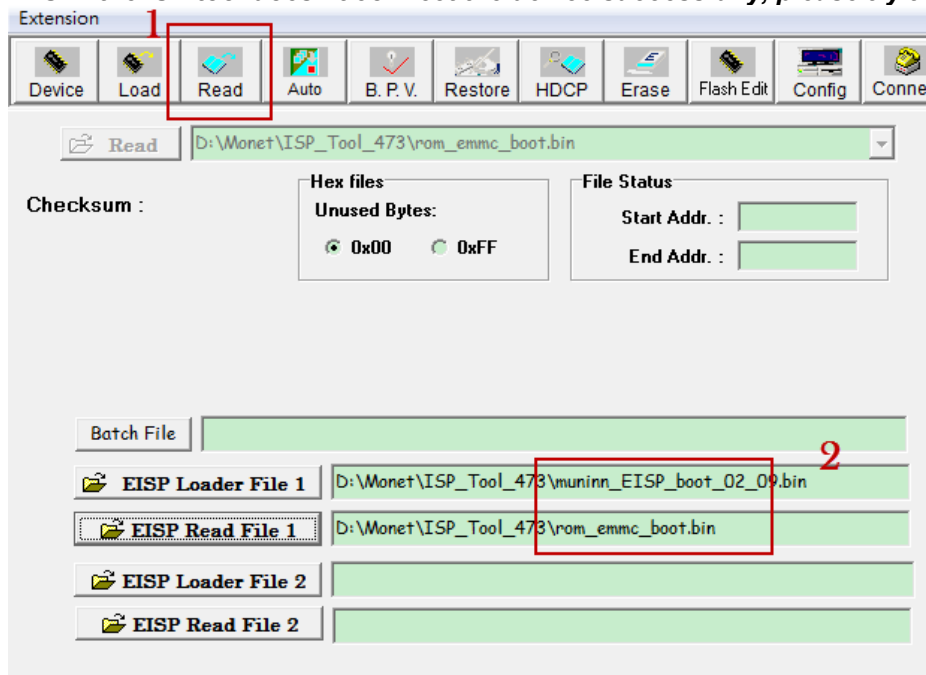 Extension
1
Device Load Read Auto B. P. V. Restore HDCP Erase Flash Edit Config Conne
Read D:\Monet\ISP_Tool_473\rom_emmc_boot.bin
Hex files File Status
Checksum : Unused Bytes: Start Addr. :
0x00 0xFF End Addr. :
Batch File
2
EISP Loader File 1 D:\Monet\ISP_Tool_473\muninn_EISP_boot_02_09.bin
EISP Read File 1 D:\Monet\ISP_Tool_473\rom_emmc_boot.bin
EISP Loader File 2
EISP Read File 2